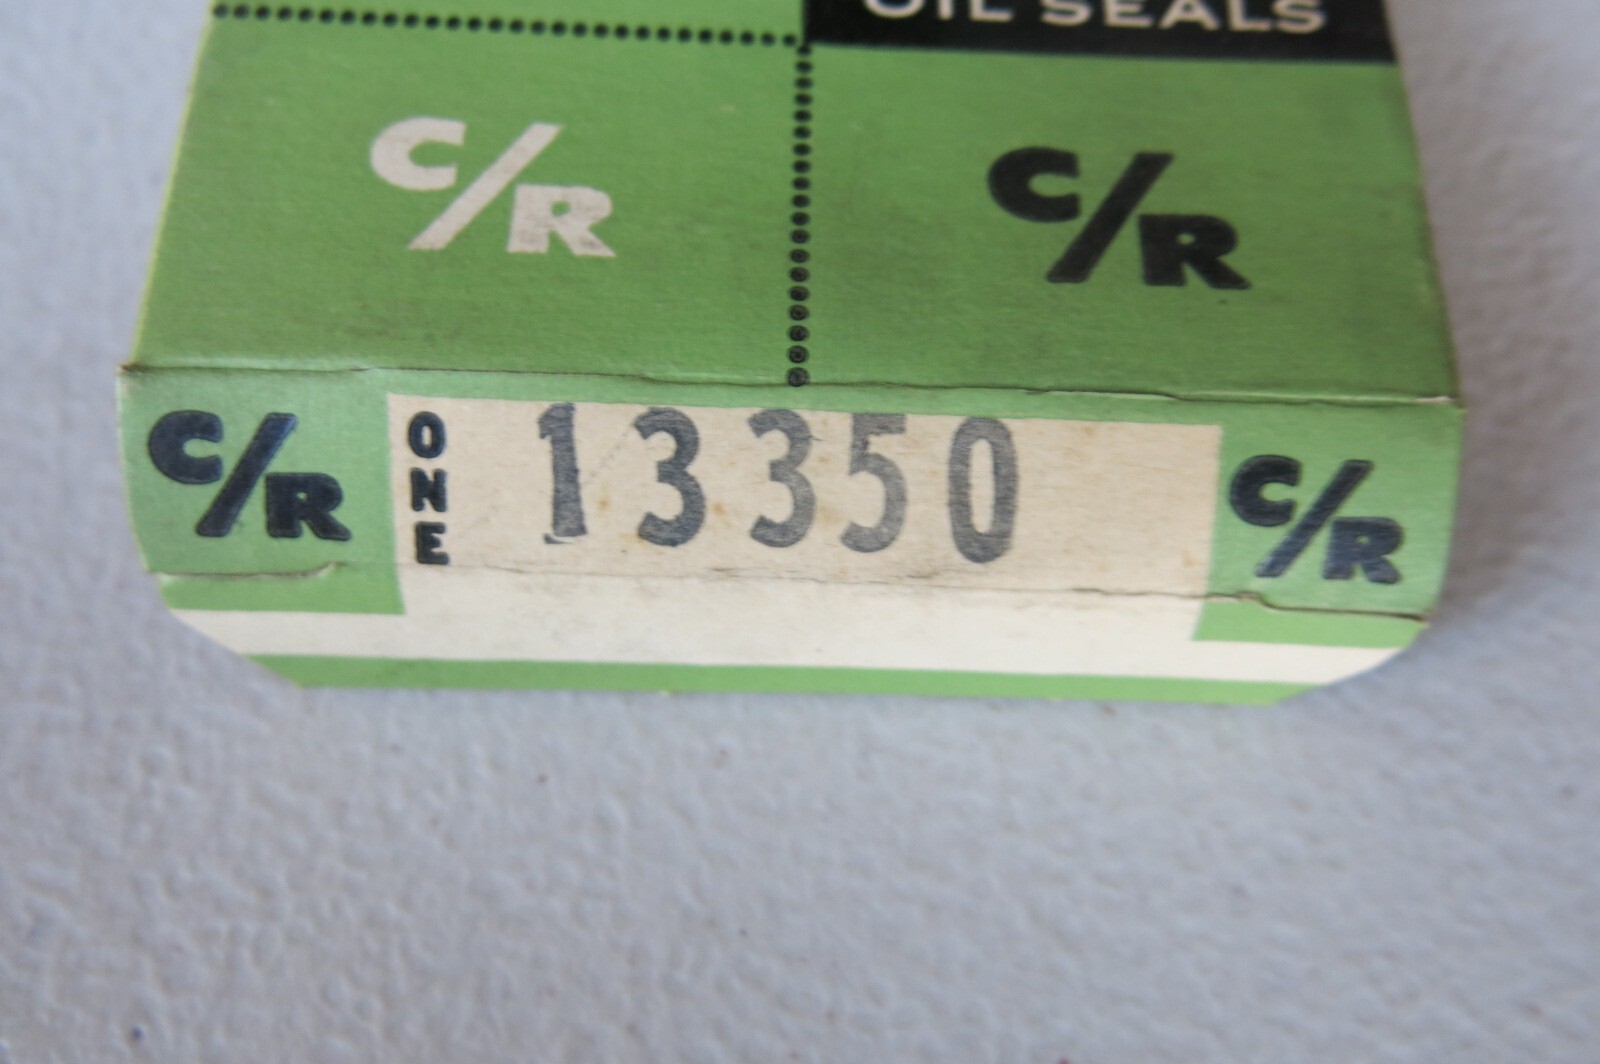 OIL SEALS
C/R C/R
C/R ONE 13350 C/R